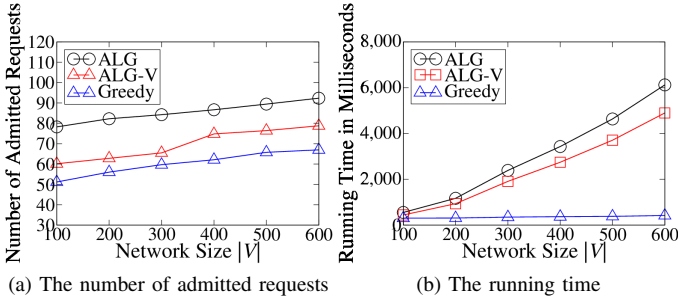 Number of Admitted Requests
120
110
100
90
80
70
60
50
40
30
ALG
ALG-V
Greedy
100 200 300 400 500 600
Network Size |V|
(a) The number of admitted requests
Running Time in Milliseconds
8,000
6,000
4,000
2,000
0
ALG
ALG-V
Greedy
100 200 300 400 500 600
Network Size |V|
(b) The running time